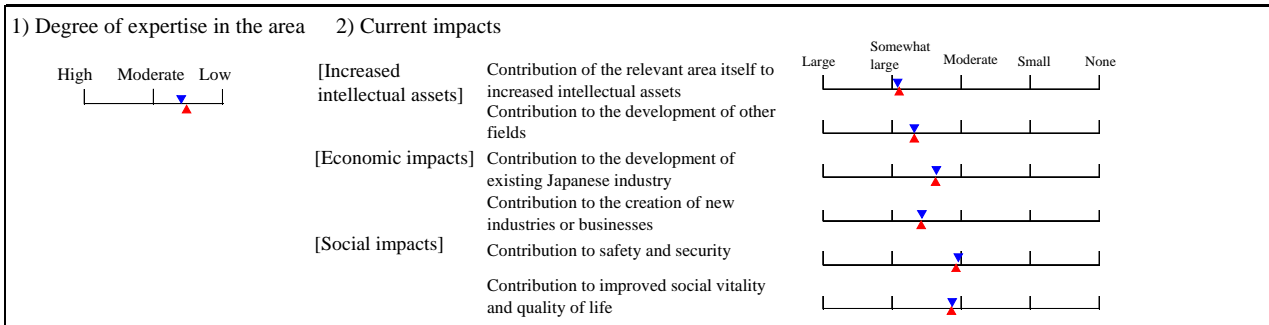 1) Degree of expertise in the area 2) Current impacts
High Moderate Low
[Increased
intellectual assets]
Contribution of the relevant area itself to
increased intellectual assets
Large Somewhat
large Moderate Small None
Contribution to the development of other
fields
[Economic impacts]
Contribution to the development of
existing Japanese industry
Contribution to the creation of new
industries or businesses
[Social impacts]
Contribution to safety and security
Contribution to improved social vitality
and quality of life